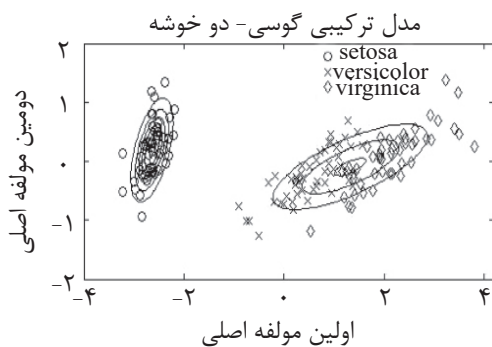 مدل ترکیبی گوسی- دو خوشه
setosa
versicolor
virginica
۲
۱
۰
-۱
-۲
-۴
-۲
۰
۲
۴
دومین مولفه اصلی
اولین مولفه اصلی